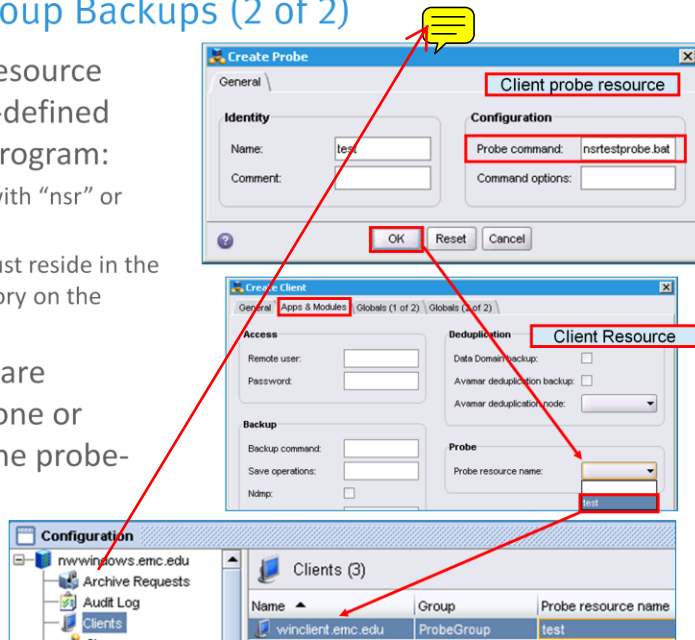 oup Backups (2 of 2)
esource
-defined
rogram:
with “nsr” or
ust reside in the
ory on the
are
one or
ne probe-
Create Probe
General
Client probe resource
Identity
Configuration
Name: test
Probe command: nsrtestprobe.bat
Comment:
Command options:
OK Reset Cancel
Create Client
General Apps & Modules Globals (1 of 2) Globals (2 of 2)
Access
Deduplication
Client Resource
Remote user:
Data Domain backup:
Password:
Avamar deduplication backup:
Avamar deduplication node:
Backup
Backup command:
Probe
Save operations:
Probe resource name:
Ndmp:
test
Configuration
nwwindows.emc.edu
Clients (3)
Archive Requests
Audit Log
Name Group Probe resource name
Clients
winclient.emc.edu ProbeGroup test